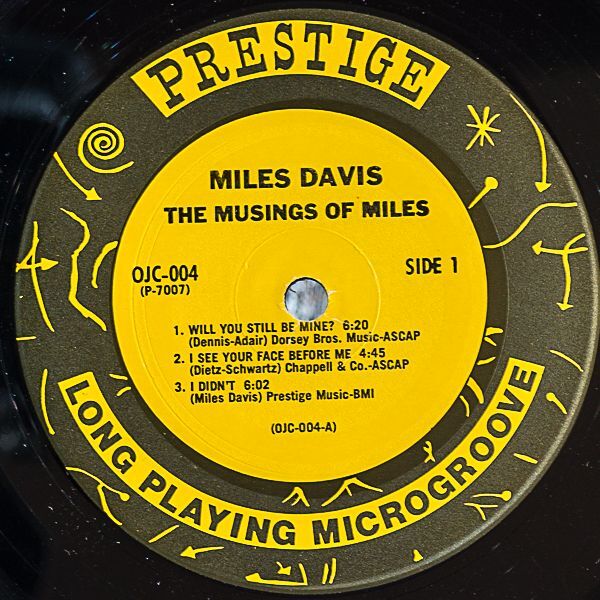 PRESTIGE
MILES DAVIS
THE MUSINGS OF MILES
OJC-004
(P-7007)
SIDE 1
1. WILL YOU STILL BE MINE? 6:20
(Dennis-Adair) Dorsey Bros. Music-ASCAP
2. I SEE YOUR FACE BEFORE ME 4:45
(Dietz-Schwartz) Chappell & Co.-ASCAP
3. I DIDN'T 6:02
(Miles Davis) Prestige Music-BMI
(OJC-004-A)
LONG PLAYING MICROGROOVE